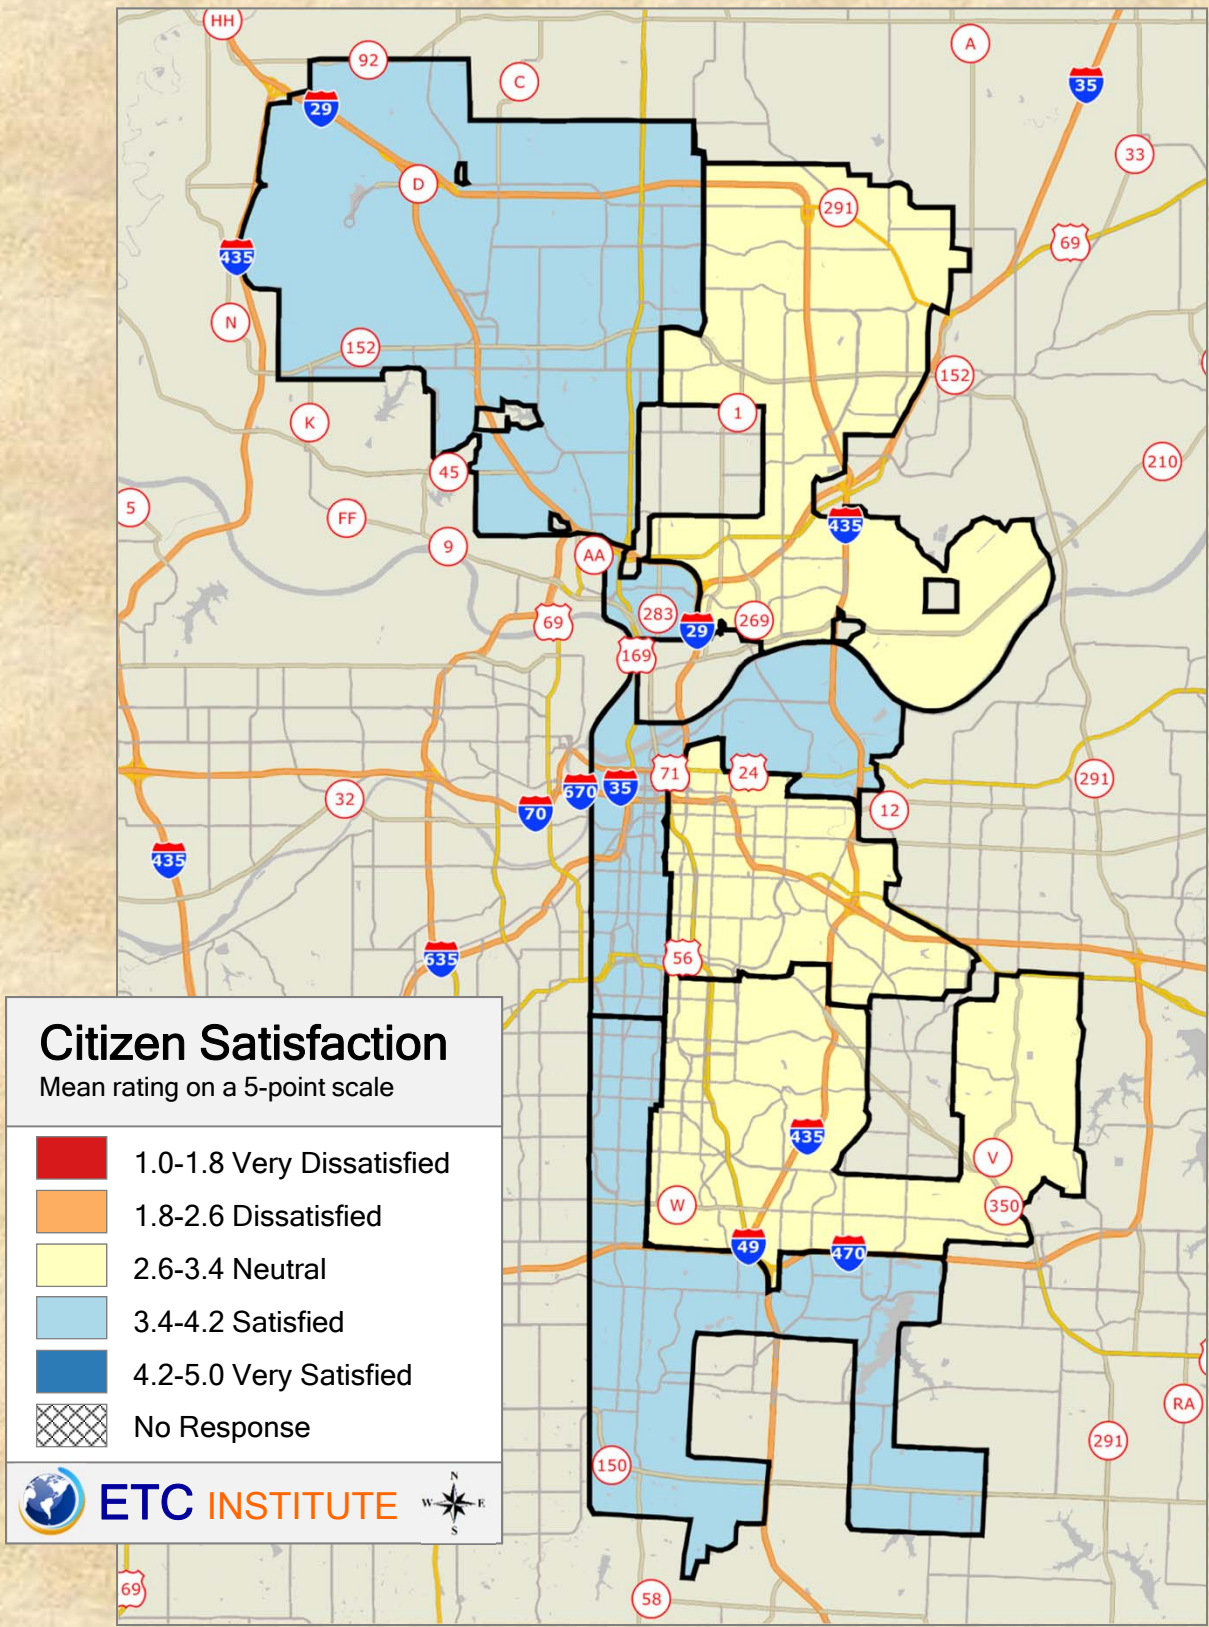 HH
92
C
A
29
35
33
D
291
69
435
N
152
152
K
1
45
210
5
FF
435
9
AA
283
29
269
69
169
71
24
670
35
291
32
70
12
435
56
635
Citizen Satisfaction
Mean rating on a 5-point scale
1.0-1.8 Very Dissatisfied
1.8-2.6 Dissatisfied
2.6-3.4 Neutral
3.4-4.2 Satisfied
4.2-5.0 Very Satisfied
No Response
ETC INSTITUTE
N
W E
S
435
V
W
350
49
470
RA
291
150
69
58